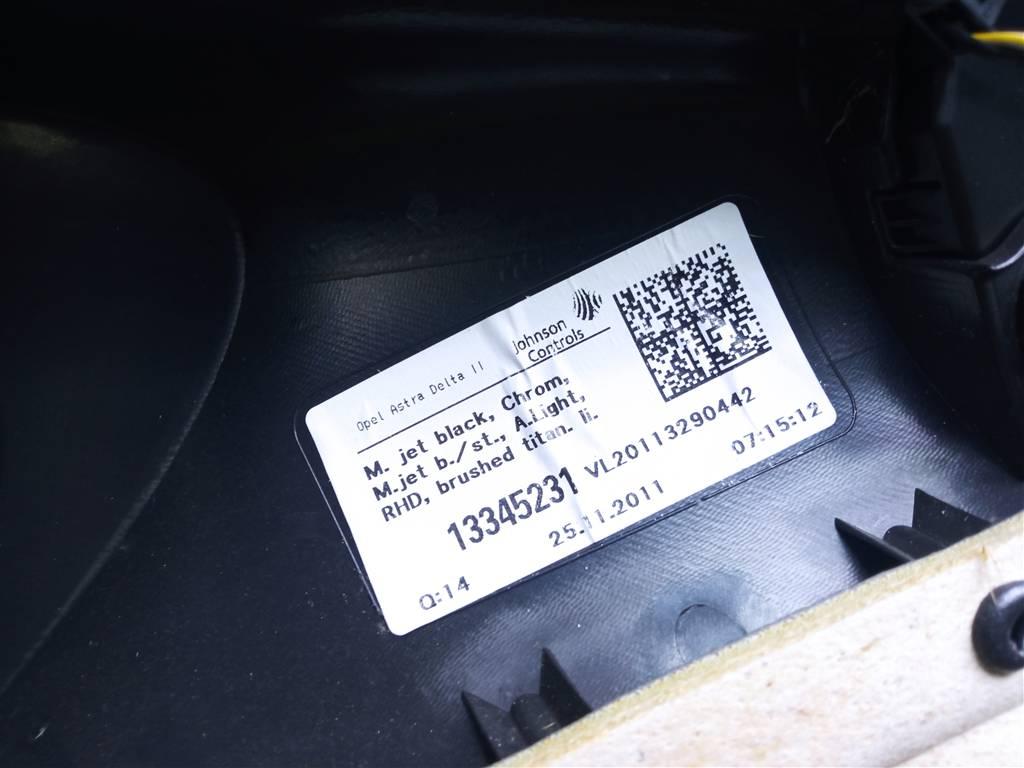 Opel Astra Delta II
Johnson
Controls
M. jet black, Chrom,
M.jet b./st., A.Light,
RHD, brushed titan. li.
13345231 VL20113290442
25.11.2011 07:15:12
Q:14